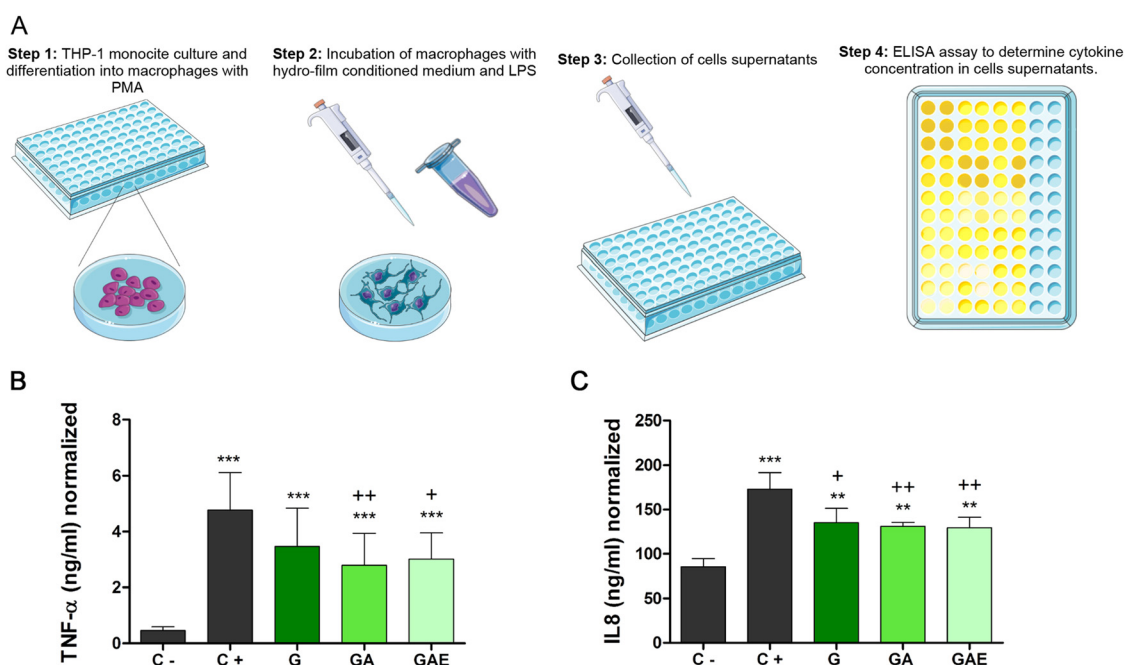 A
Step 1: THP-1 monocite culture and
differentiation into macrophages with
PMA
Step 2: Incubation of macrophages with
hydro-film conditioned medium and LPS
Step 3: Collection of cells supernatants
Step 4: ELISA assay to determine cytokine
concentration in cells supernatants.
B
TNF-α (ng/ml) normalized
8
6
4
2
0
***
***
++
***
+
***
C -
C +
G
GA
GAE
C
IL8 (ng/ml) normalized
250
200
150
100
50
0
***
+
**
++
**
++
**
C -
C +
G
GA
GAE